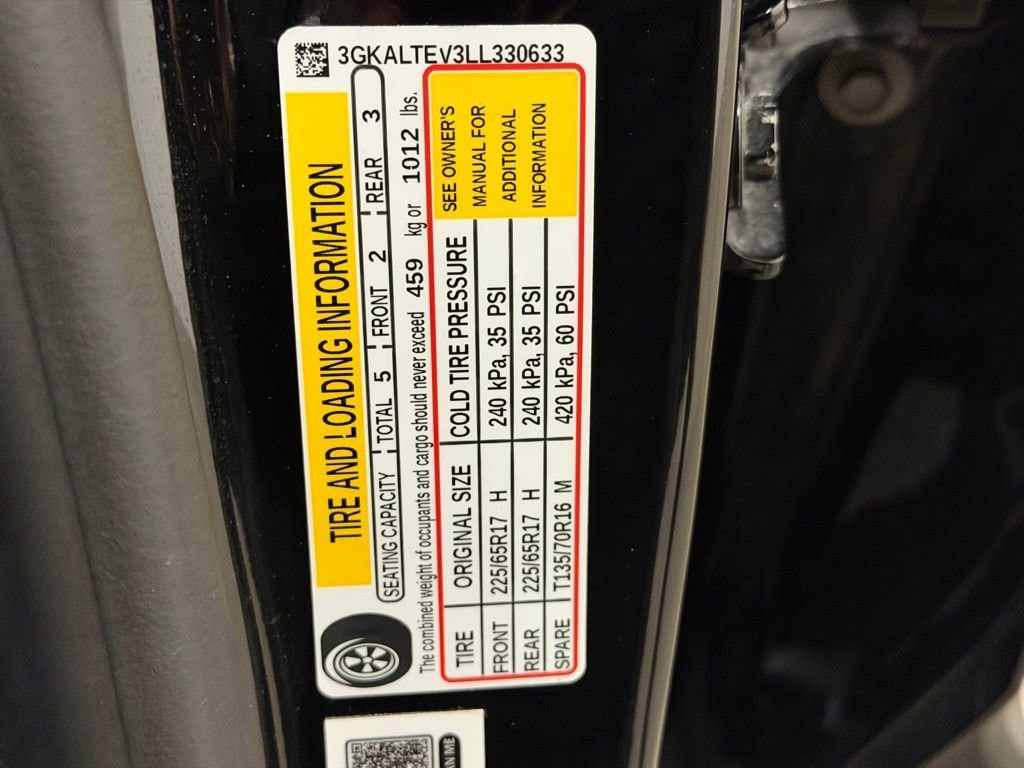 3GKALTEV3LL330633
TIRE AND LOADING INFORMATION
SEATING CAPACITY TOTAL 5 FRONT 2 REAR 3
The combined weight of occupants and cargo should never exceed 459 kg or 1012 lbs.
TIRE ORIGINAL SIZE COLD TIRE PRESSURE
FRONT 225/65R17 H 240 kPa, 35 PSI
REAR 225/65R17 H 240 kPa, 35 PSI
SPARE T135/70R16 M 420 kPa, 60 PSI
SEE OWNER'S
MANUAL FOR
ADDITIONAL
INFORMATION